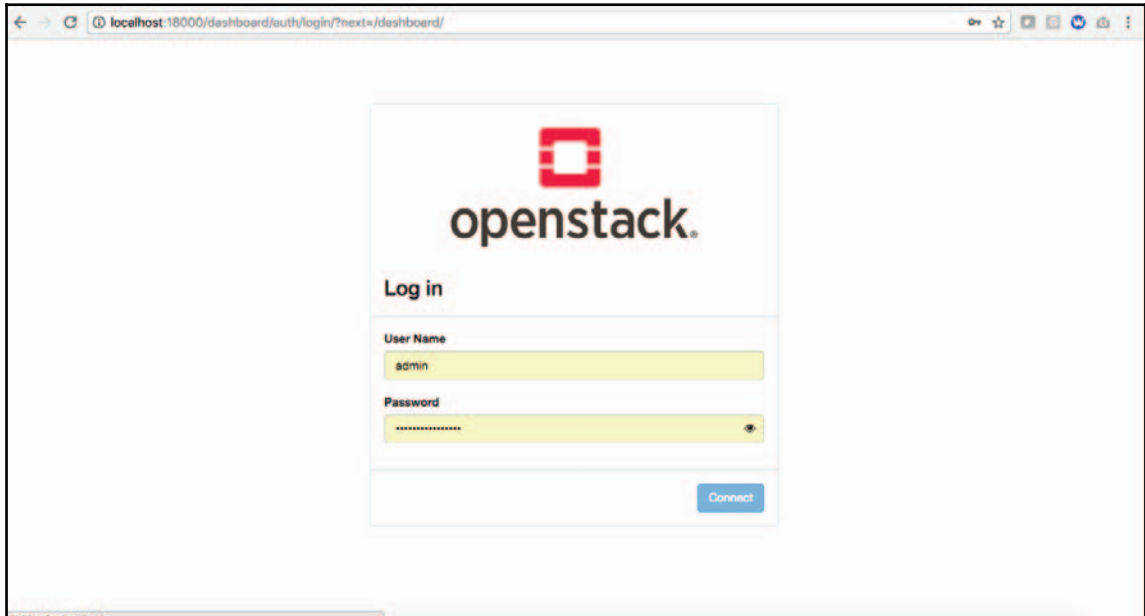 localhost:18000/dashboard/auth/login/?next=/dashboard/
openstack.
Log in
User Name
admin
Password
••••••••••••••••
Connect